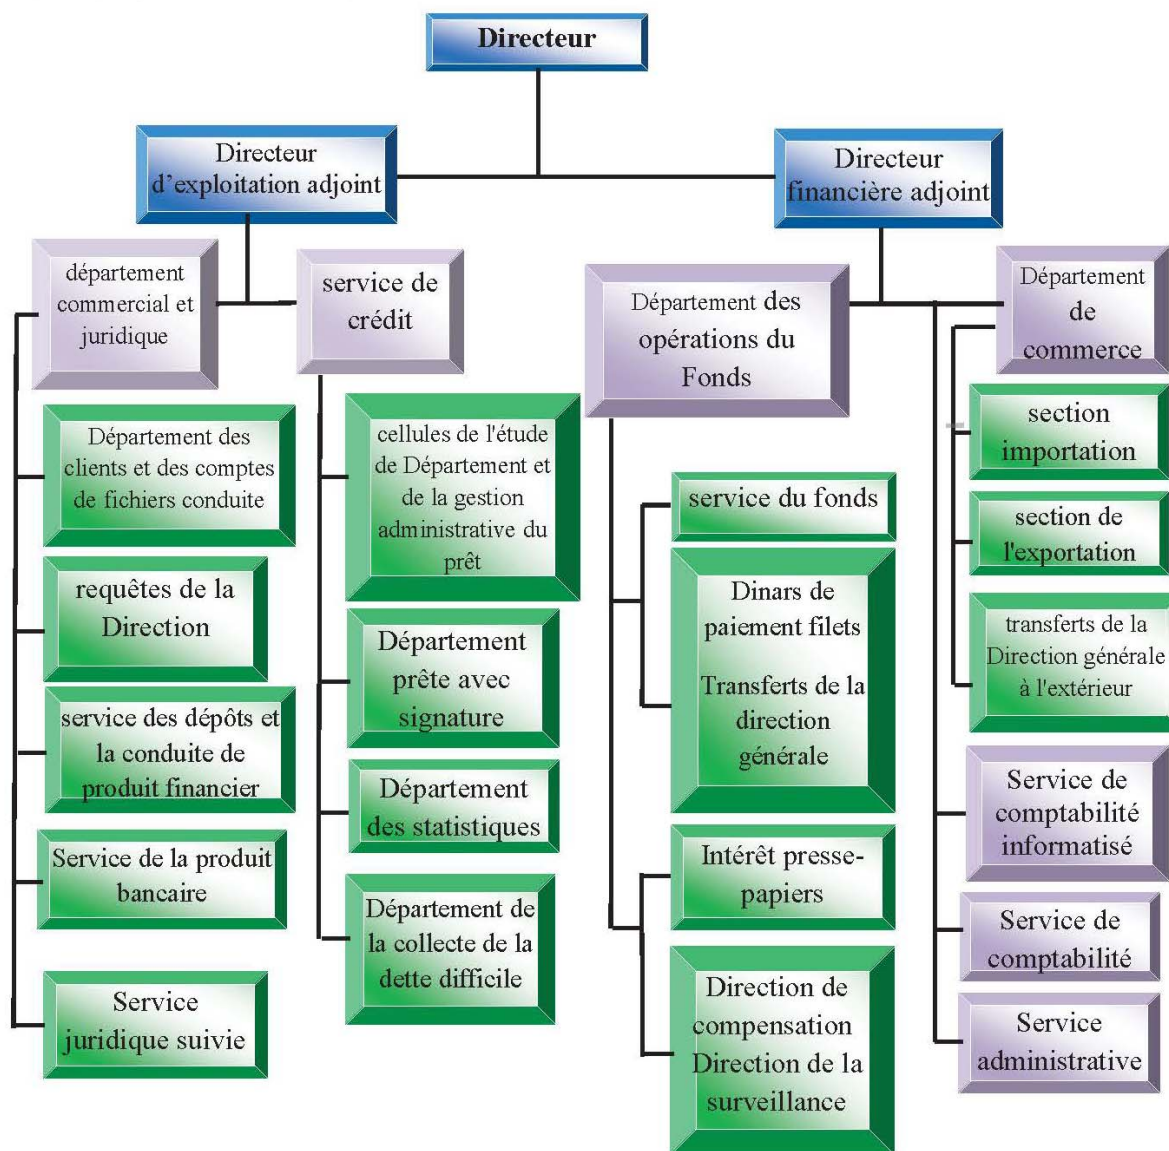 Directeur
Directeur
d'exploitation adjoint
Directeur
financière adjoint
département
commercial et
juridique
service de
crédit
Département des
opérations du
Fonds
Département
de
commerce
Département des
clients et des comptes
de fichiers conduite
requêtes de la
Direction
service des dépôts et
la conduite de
produit financier
Service de la produit
bancaire
Service
juridique suivie
cellules de l'étude
de Département et
de la gestion
administrative du
prêt
Département
prête avec
signature
Département
des statistiques
Département de
la collecte de la
dette difficile
service du fonds
Dinars de
paiement filets
Transferts de la
direction
générale
Intérêt presse-
papiers
Direction de
compensation
Direction de la
surveillance
section
importation
section de
l'exportation
transferts de la
Direction générale
à l'extérieur
Service de
comptabilité
informatisé
Service de
comptabilité
Service
administrative